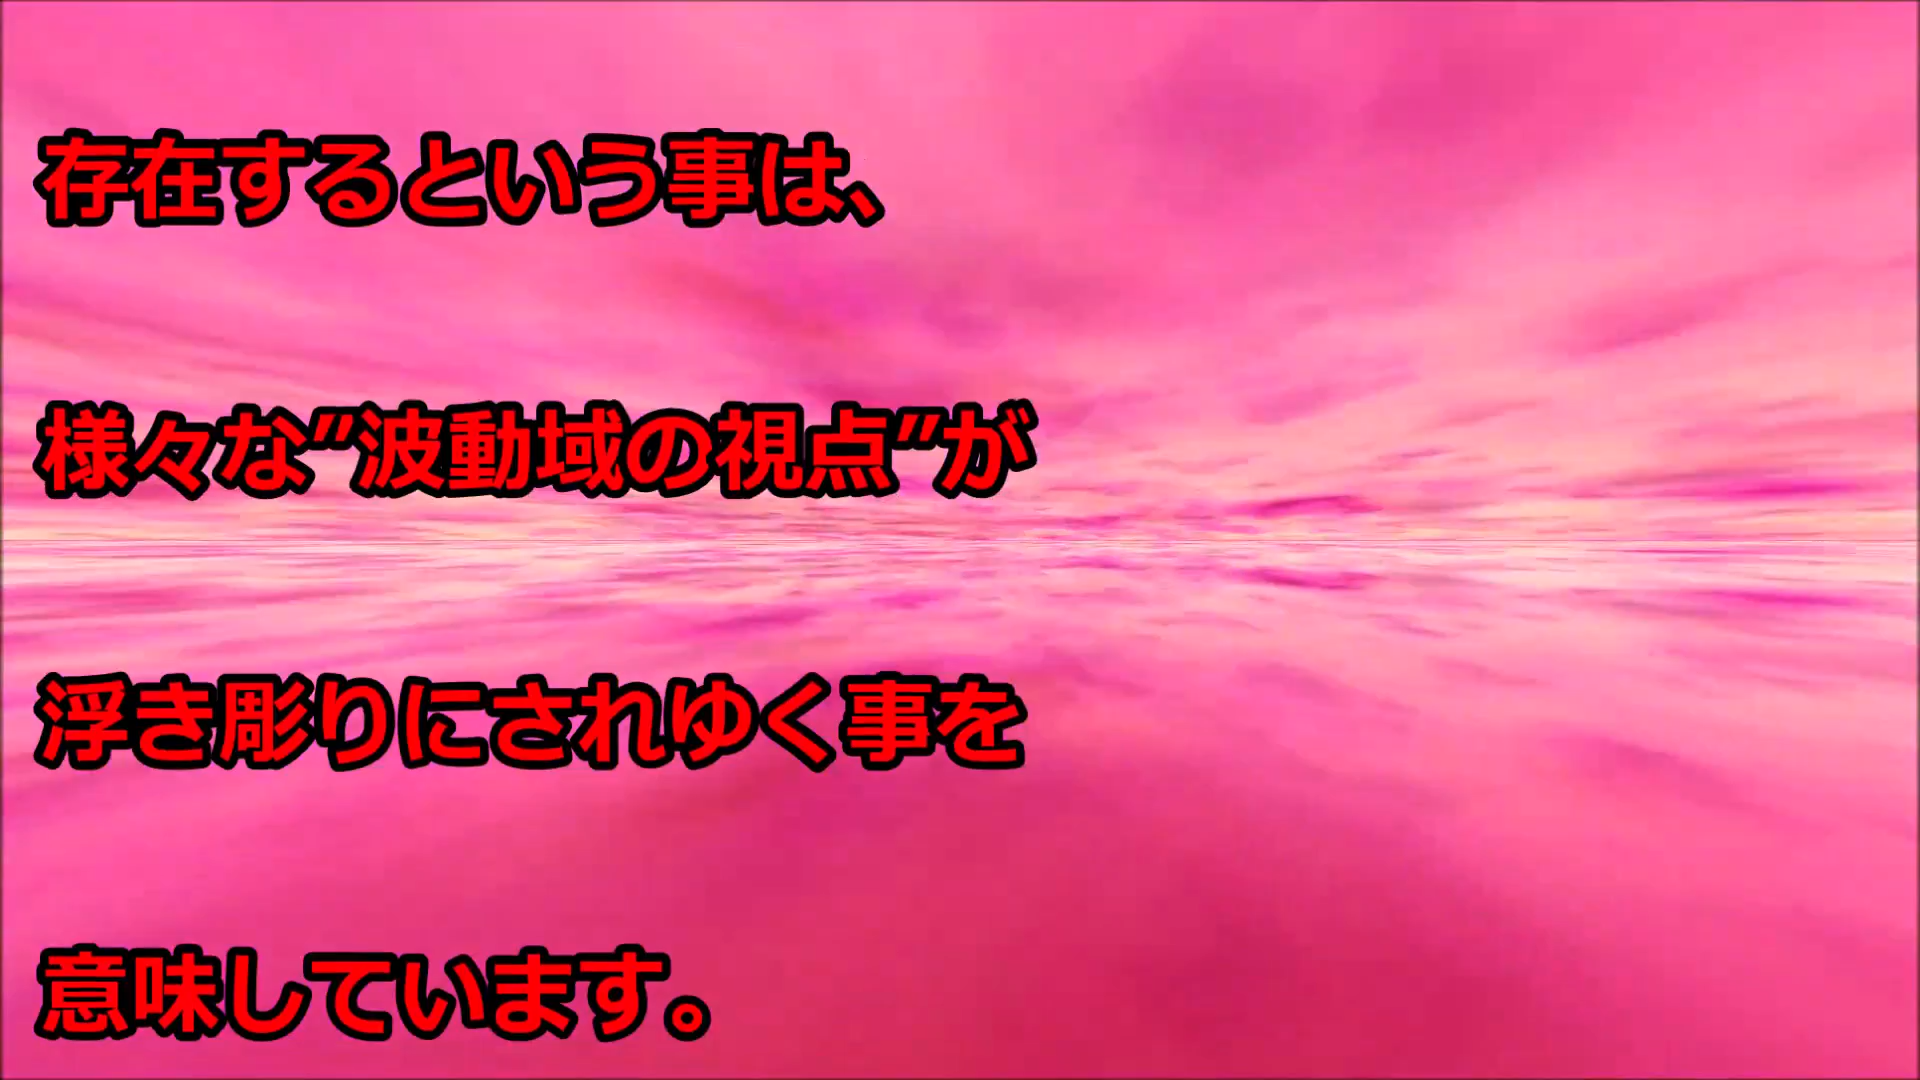 存在するという事は、
様々な”波動域の視点”が
浮き彫りにされゆく事を
意味しています。